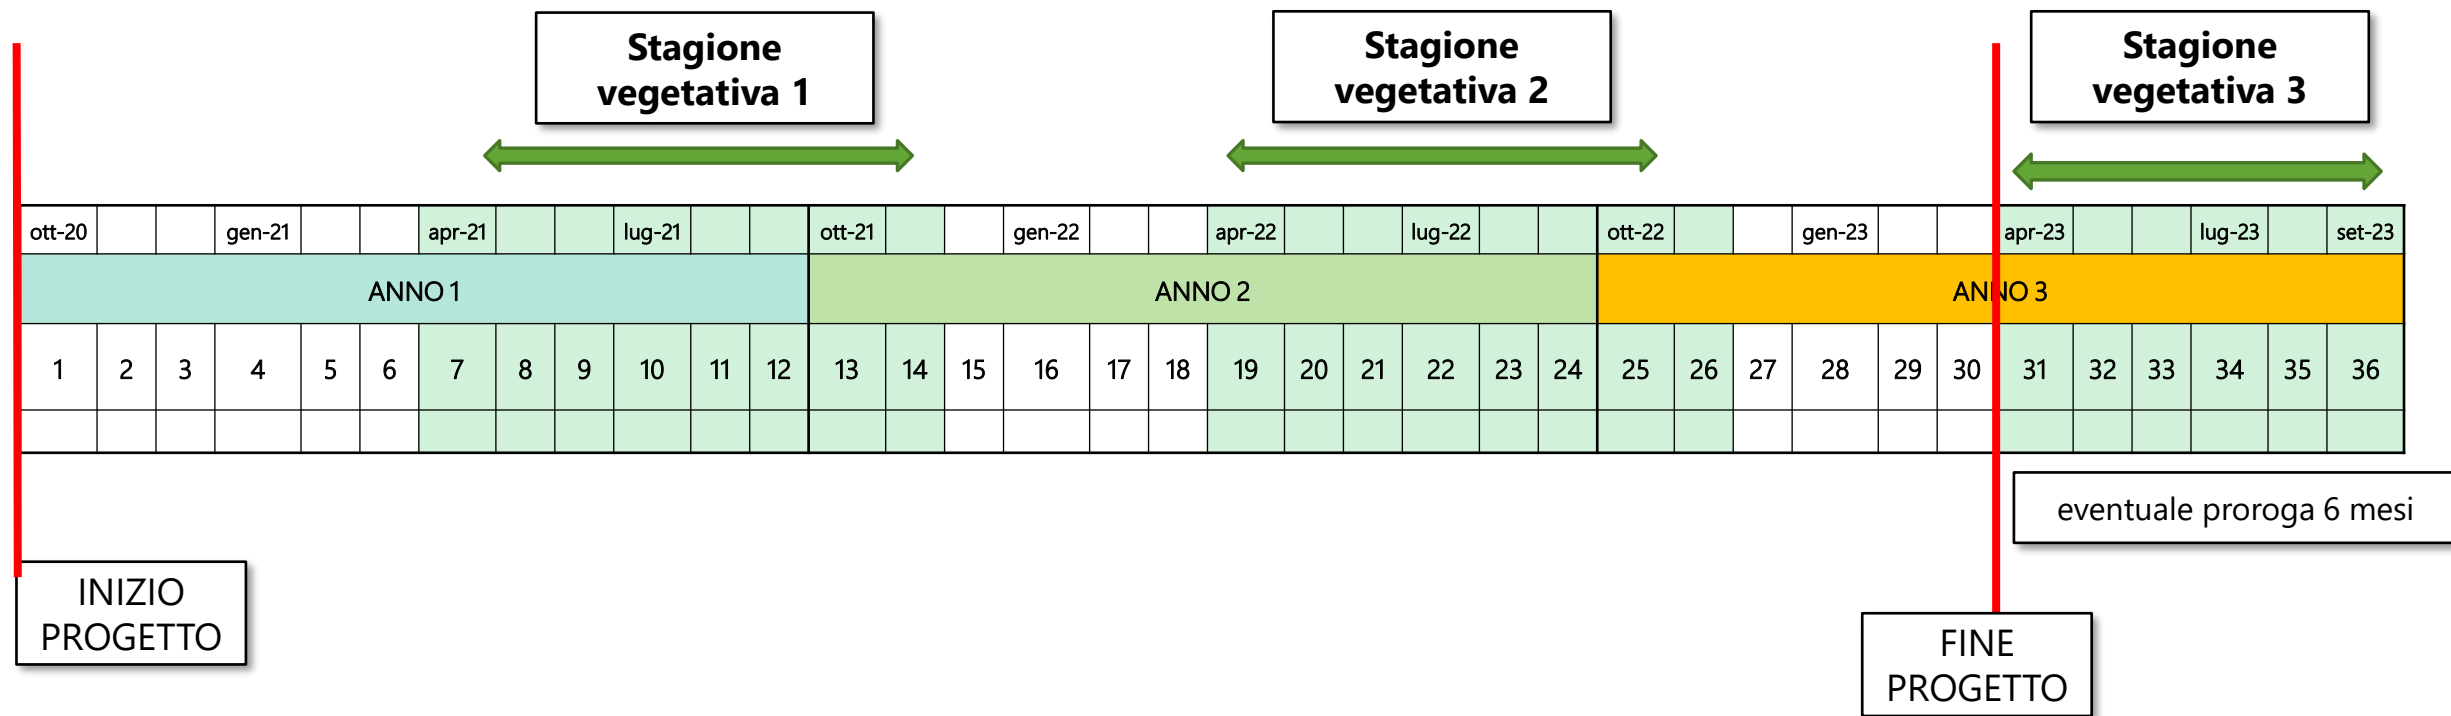 Stagione
vegetativa 1
Stagione
vegetativa 2
Stagione
vegetativa 3
ott-20 gen-21 apr-21 lug-21 ott-21 gen-22 apr-22 lug-22 ott-22 gen-23 apr-23 lug-23 set-23
ANNO 1 ANNO 2 ANNO 3
1 2 3 4 5 6 7 8 9 10 11 12 13 14 15 16 17 18 19 20 21 22 23 24 25 26 27 28 29 30 31 32 33 34 35 36
eventuale proroga 6 mesi
INIZIO
PROGETTO
FINE
PROGETTO